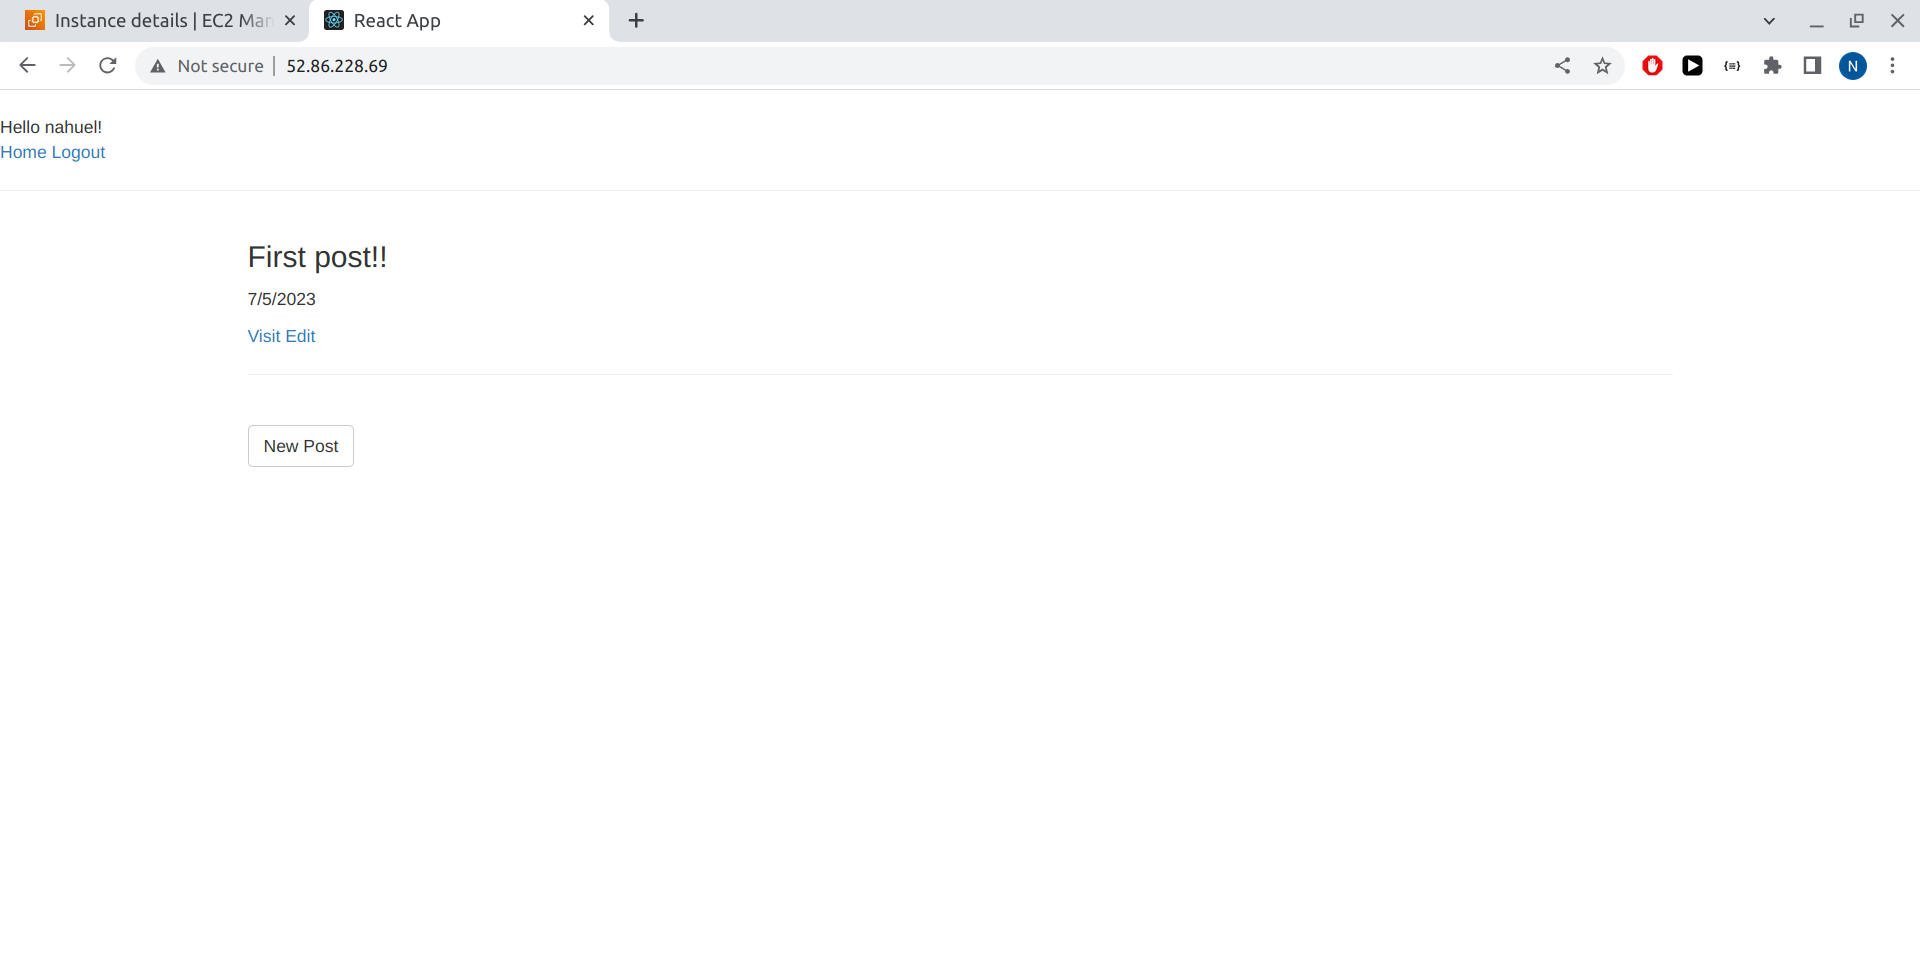 Instance details | EC2 Man
React App
Not secure | 52.86.228.69
N
Hello nahuel!
Home Logout
First post!!
7/5/2023
Visit Edit
New Post